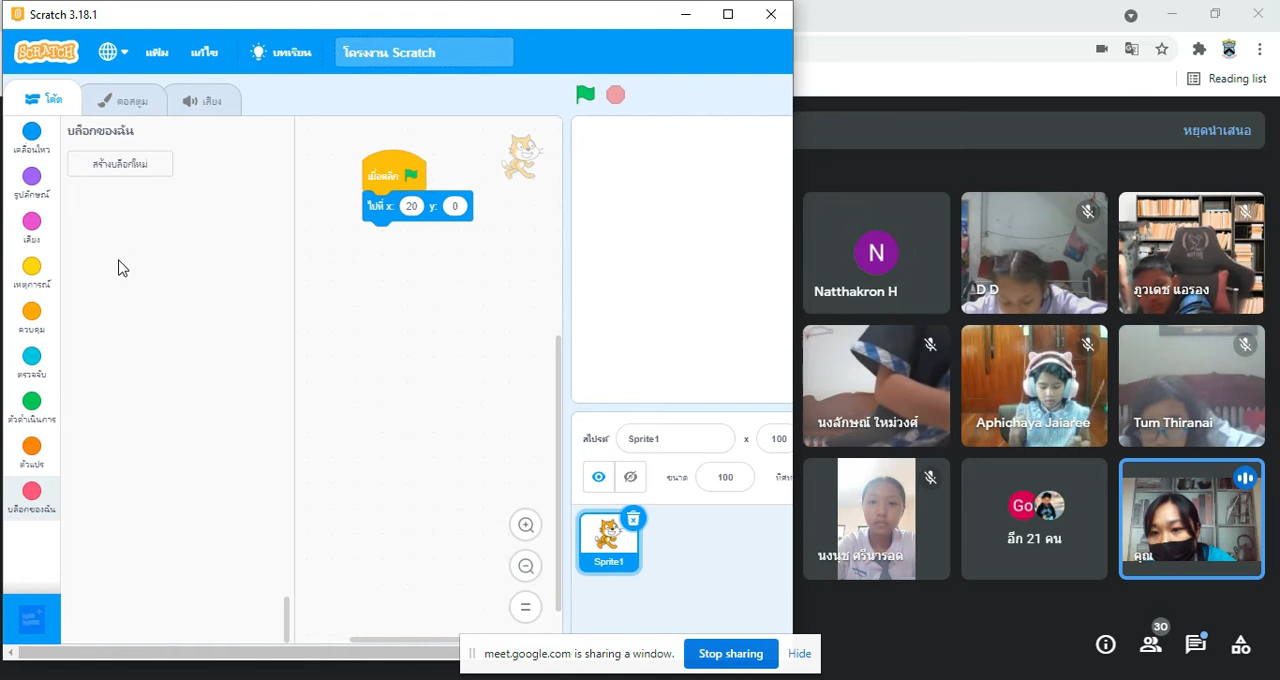 Scratch 3.18.1
SCRATCH
แฟ้ม
แก้ไข
บทเรียน
โครงงาน Scratch
Reading list
โค้ด
คอสตูม
เสียง
หยุดนำเสนอ
บล็อกของฉัน
สร้างบล็อกใหม่
เคลื่อนไหว
รูปลักษณ์
เสียง
เหตุการณ์
ควบคุม
ตรวจจับ
ตัวดำเนินการ
ตัวแปร
บล็อกของฉัน
เมื่อคลิก
ไปที่ x: 20 y: 0
สไปรต์
Sprite1
x
100
ขนาด
100
ทิศท
Sprite1
N
Natthakron H
D D
ภูวเดช แอรอง
นงลักษณ์ ใหม่วงศ์
Aphichaya Jaiaree
Tum Thiranai
นงนุช ศรีนารอด
Go
อีก 21 คน
คุณ
30
meet.google.com is sharing a window.
Stop sharing
Hide